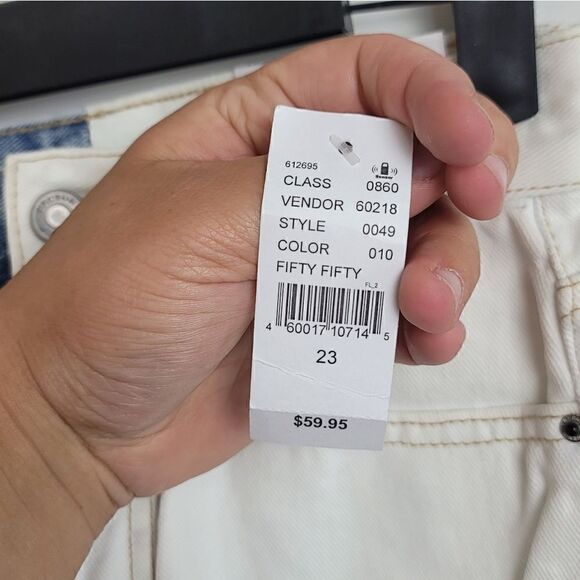 612695
Sensor
CLASS 0860
VENDOR 60218
STYLE 0049
COLOR 010
FIFTY FIFTY
FL_2
4 60017 10714 5
23
$59.95